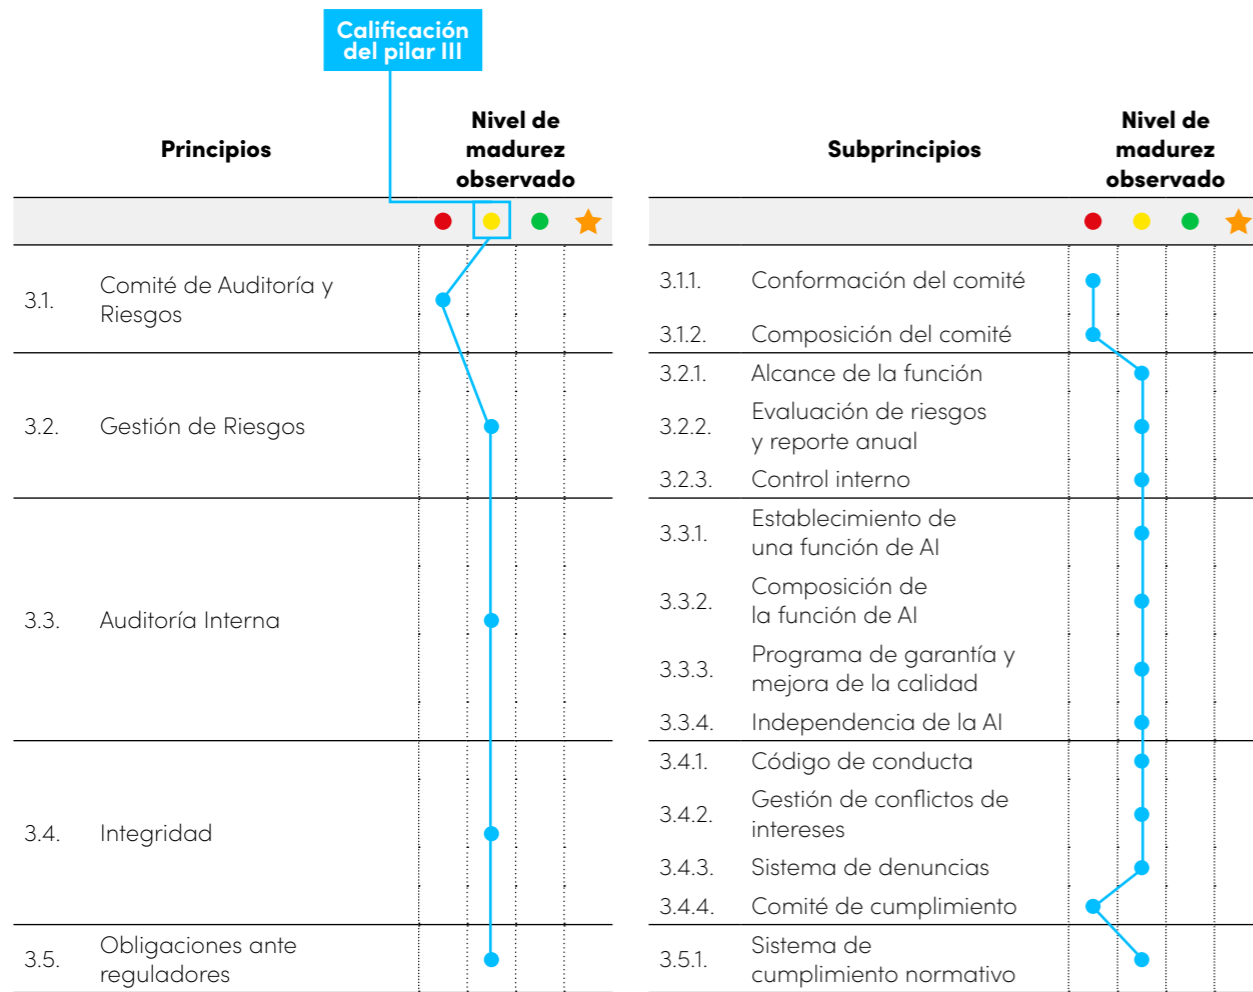 Calificación
del pilar III
Principios
Nivel de
madurez
observado
3.1. Comité de Auditoría y
Riesgos
3.2. Gestión de Riesgos
3.3. Auditoría Interna
3.4. Integridad
3.5. Obligaciones ante
reguladores
Subprincipios
Nivel de
madurez
observado
3.1.1. Conformación del comité
3.1.2. Composición del comité
3.2.1. Alcance de la función
3.2.2. Evaluación de riesgos
y reporte anual
3.2.3. Control interno
3.3.1. Establecimiento de
una función de AI
3.3.2. Composición de
la función de AI
3.3.3. Programa de garantía y
mejora de la calidad
3.3.4. Independencia de la AI
3.4.1. Código de conducta
3.4.2. Gestión de conflictos de
intereses
3.4.3. Sistema de denuncias
3.4.4. Comité de cumplimiento
3.5.1. Sistema de
cumplimiento normativo